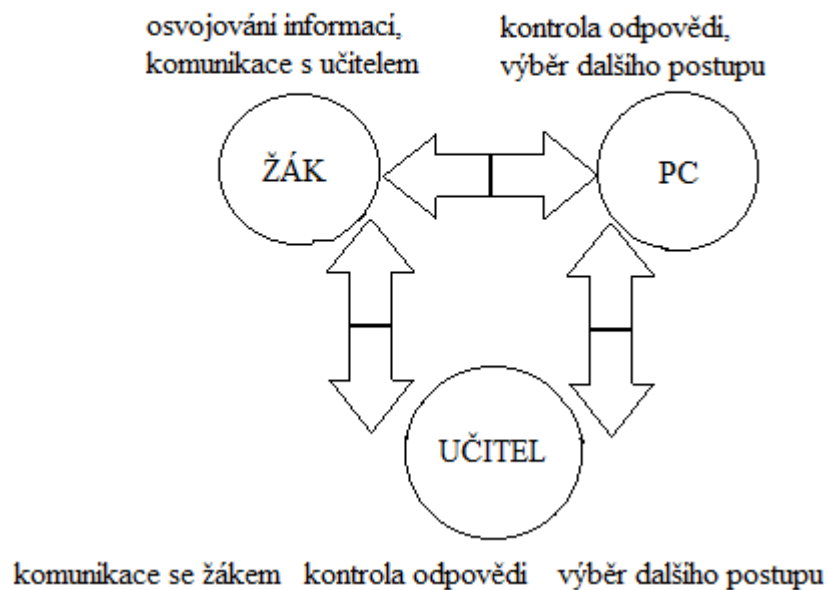 osvojování informací,
komunikace s učitelem
kontrola odpovědi,
výběr dalšího postupu
ŽÁK
PC
UČITEL
komunikace se žákem kontrola odpovědi výběr dalšího postupu